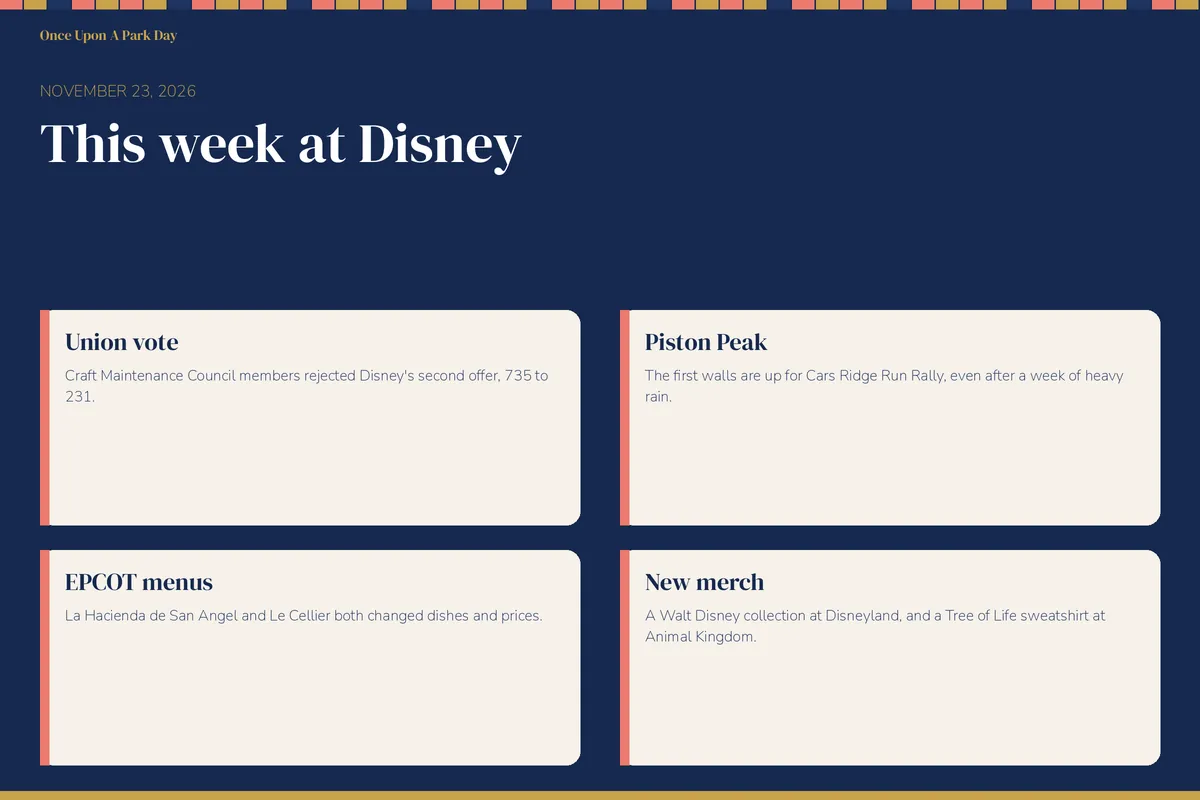 Once Upon A Park Day
NOVEMBER 23, 2026
This week at Disney
Union vote
Craft Maintenance Council members rejected Disney's second offer, 735 to
231.
Piston Peak
The first walls are up for Cars Ridge Run Rally, even after a week of heavy
rain.
EPCOT menus
La Hacienda de San Angel and Le Cellier both changed dishes and prices.
New merch
A Walt Disney collection at Disneyland, and a Tree of Life sweatshirt at
Animal Kingdom.